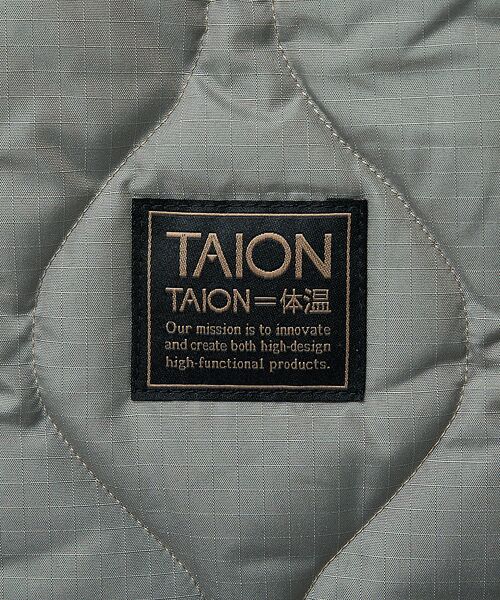 TAION
TAION=体温
Our mission is to innovate
and create both high-design
high-functional products.